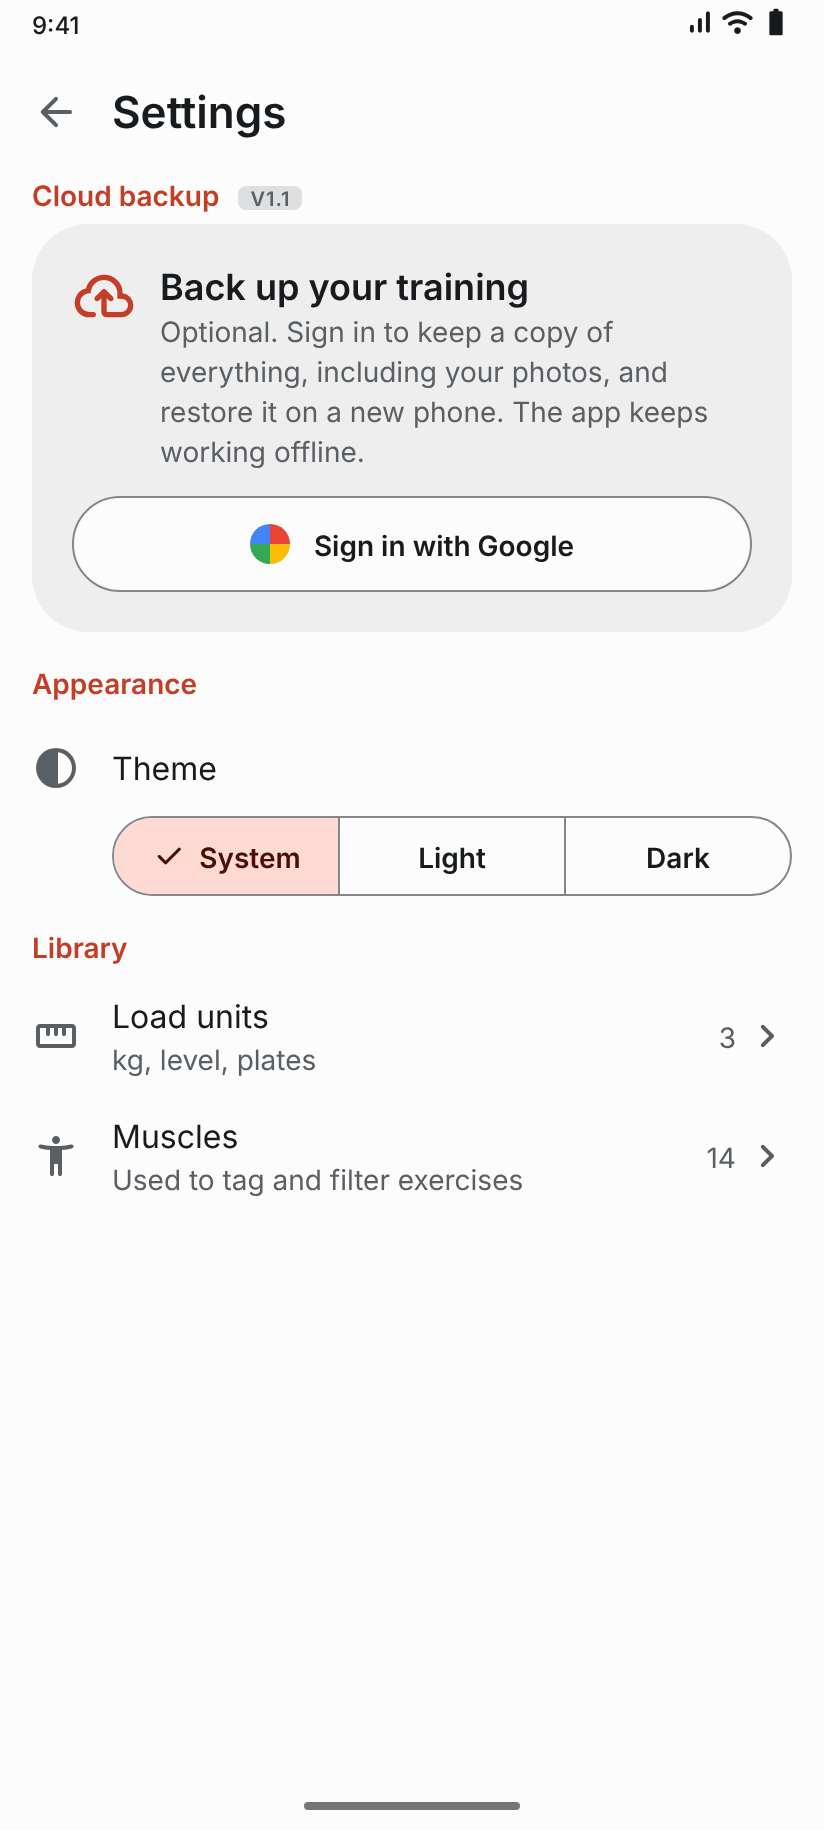 9:41
Settings
Cloud backup V1.1
Back up your training
Optional. Sign in to keep a copy of
everything, including your photos, and
restore it on a new phone. The app keeps
working offline.
Sign in with Google
Appearance
Theme
System Light Dark
Library
Load units
kg, level, plates
3
Muscles
Used to tag and filter exercises
14